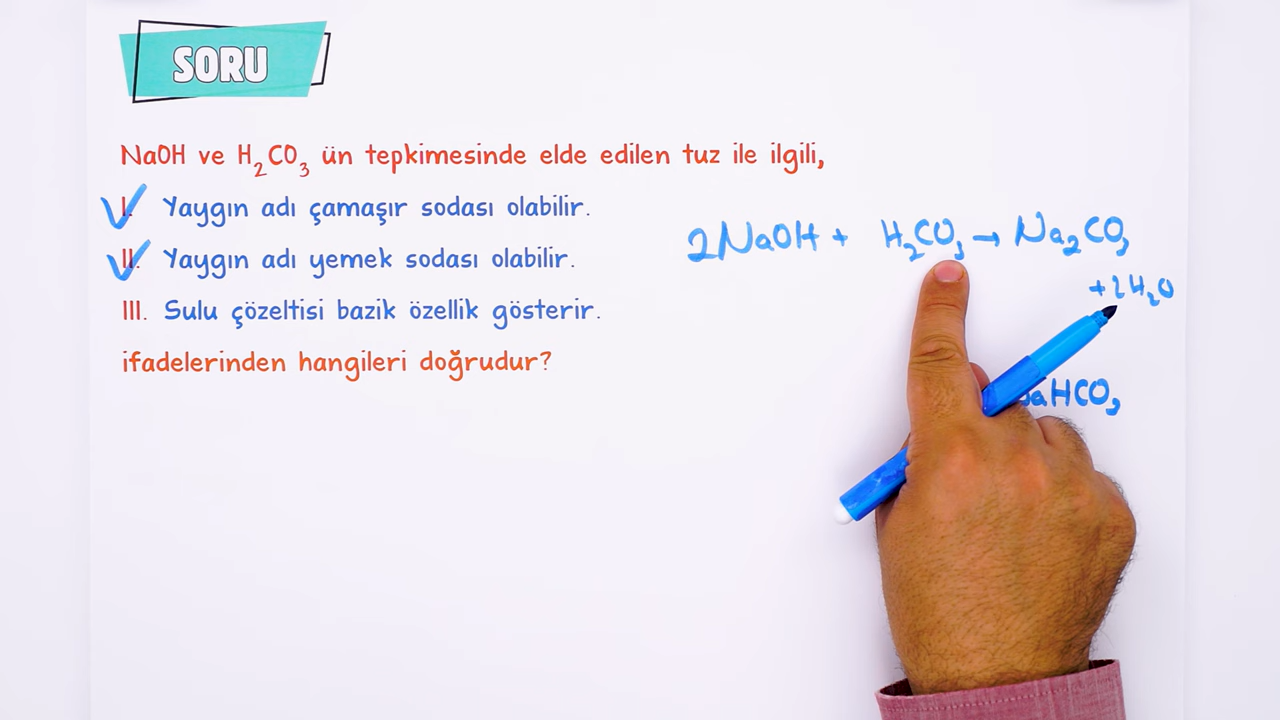 SORU
NaOH ve H₂CO₃ ün tepkimesinde elde edilen tuz ile ilgili,
I. Yaygın adı çamaşır sodası olabilir.
II. Yaygın adı yemek sodası olabilir.
III. Sulu çözeltisi bazik özellik gösterir.
ifadelerinden hangileri doğrudur?
2NaOH + H₂CO₃ → Na₂CO₃
+ 2H₂O
NaHCO₃